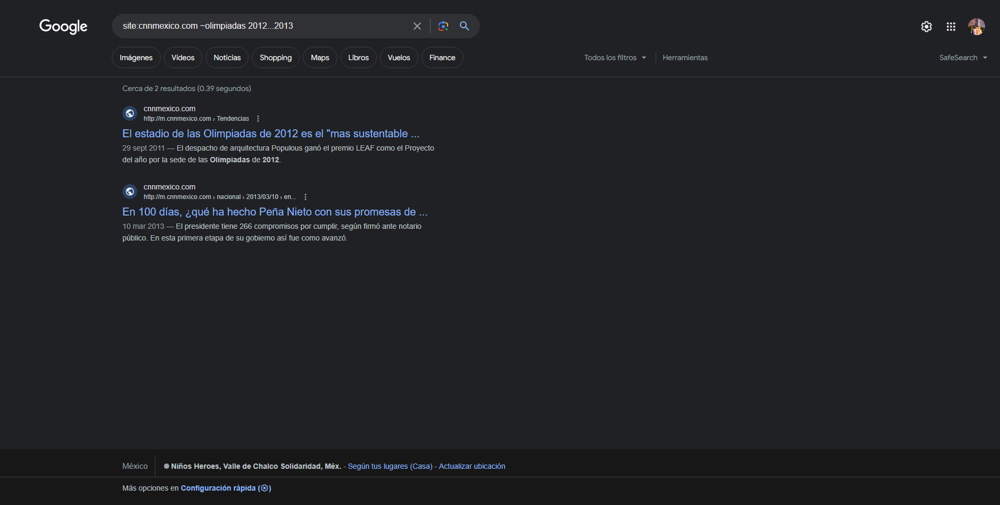 Google
site:cnnmexico.com ~olimpiadas 2012...2013
Imágenes Vídeos Noticias Shopping Maps Libros Vuelos Finance Todos los filtros Herramientas SafeSearch
Cerca de 2 resultados (0.39 segundos)
cnnmexico.com
http://m.cnnmexico.com › Tendencias
El estadio de las Olimpiadas de 2012 es el "mas sustentable ...
29 sept 2011 — El despacho de arquitectura Populous ganó el premio LEAF como el Proyecto
del año por la sede de las Olimpiadas de 2012.
cnnmexico.com
http://m.cnnmexico.com › nacional › 2013/03/10 › en...
En 100 días, ¿qué ha hecho Peña Nieto con sus promesas de ...
10 mar 2013 — El presidente tiene 266 compromisos por cumplir, según firmó ante notario
público. En esta primera etapa de su gobierno así fue como avanzó.
México Niños Heroes, Valle de Chalco Solidaridad, Méx. - Según tus lugares (Casa) - Actualizar ubicación
Más opciones en Configuración rápida ()